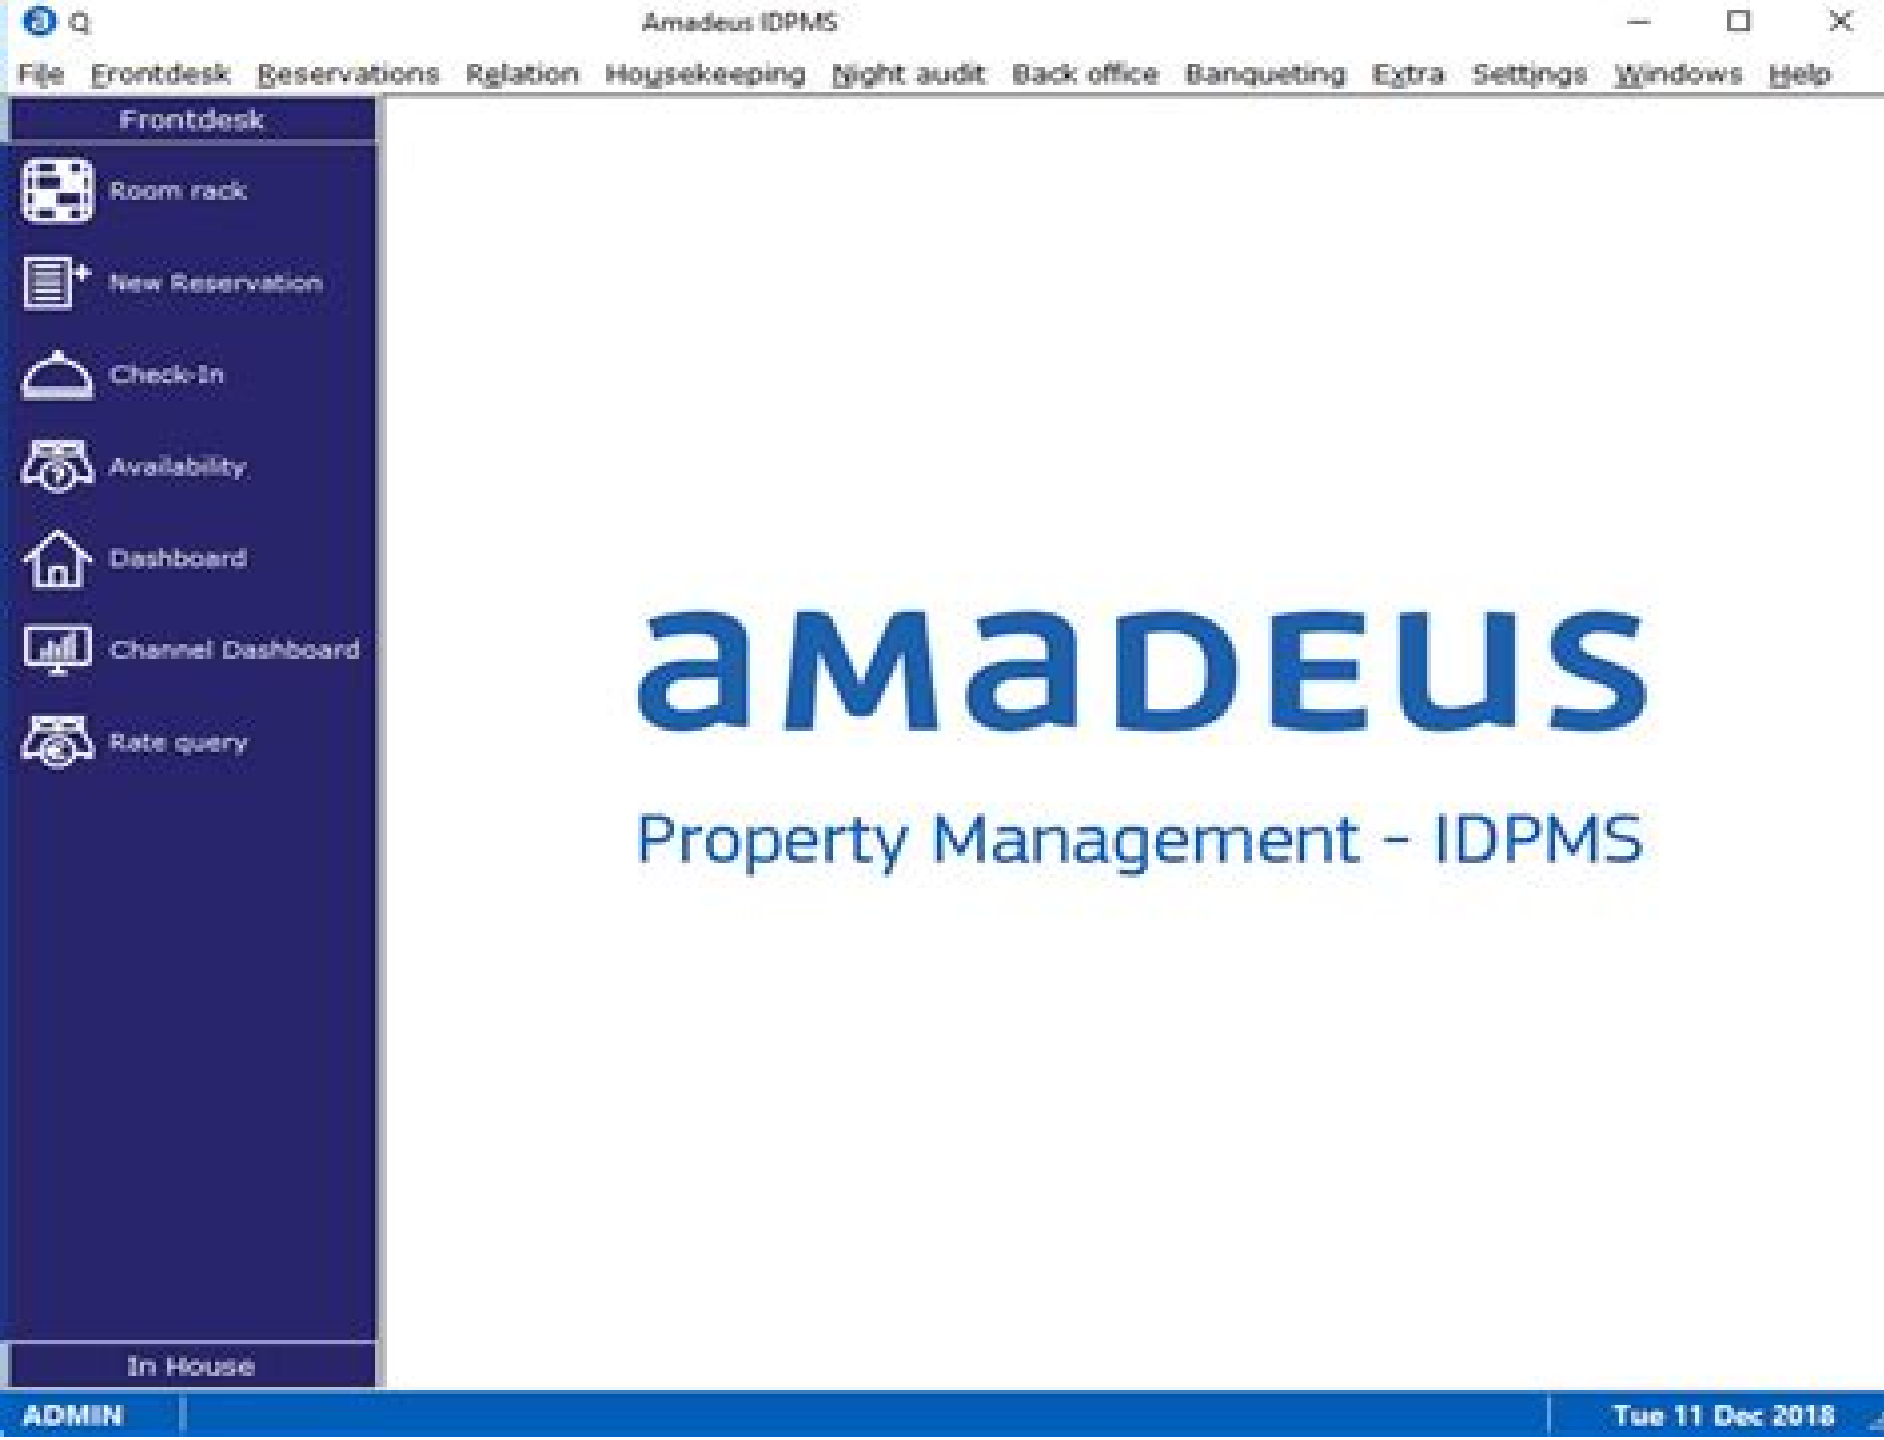 Amadeus IDPMS
File Frontdesk Reservations Relation Housekeeping Night audit Back office Banqueting Extra Settings Windows Help
Frontdesk
Room rack
New Reservation
Check-In
Availability
Dashboard
Channel Dashboard
Rate query
amadeus
Property Management - IDPMS
In House
ADMIN
Tue 11 Dec 2018